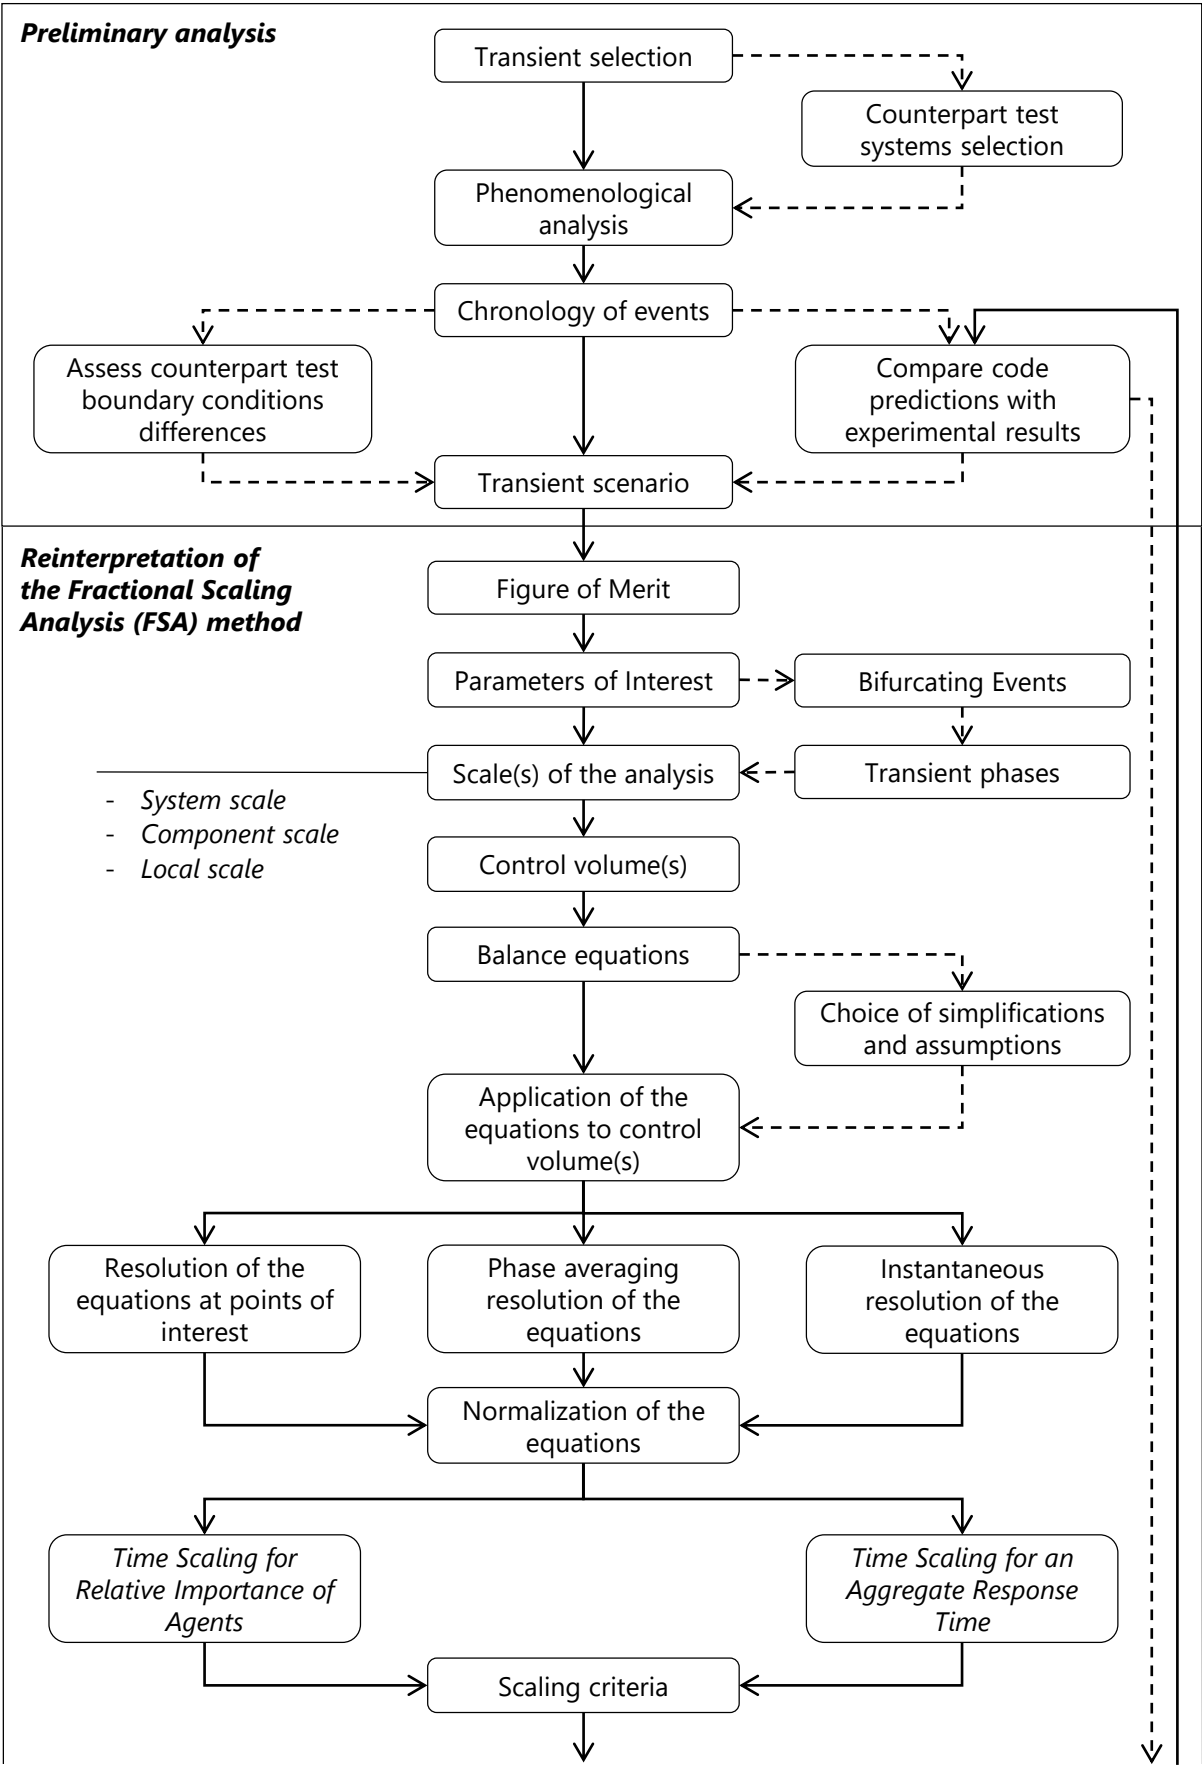 Preliminary analysis
Transient selection
Counterpart test
systems selection
Phenomenological
analysis
Chronology of events
Assess counterpart test
boundary conditions
differences
Compare code
predictions with
experimental results
Transient scenario
Reinterpretation of
the Fractional Scaling
Analysis (FSA) method
Figure of Merit
Parameters of Interest
Bifurcating Events
Scale(s) of the analysis
Transient phases
- System scale
- Component scale
- Local scale
Control volume(s)
Balance equations
Choice of simplifications
and assumptions
Application of the
equations to control
volume(s)
Resolution of the
equations at points of
interest
Phase averaging
resolution of the
equations
Instantaneous
resolution of the
equations
Normalization of the
equations
Time Scaling for
Relative Importance of
Agents
Time Scaling for an
Aggregate Response
Time
Scaling criteria